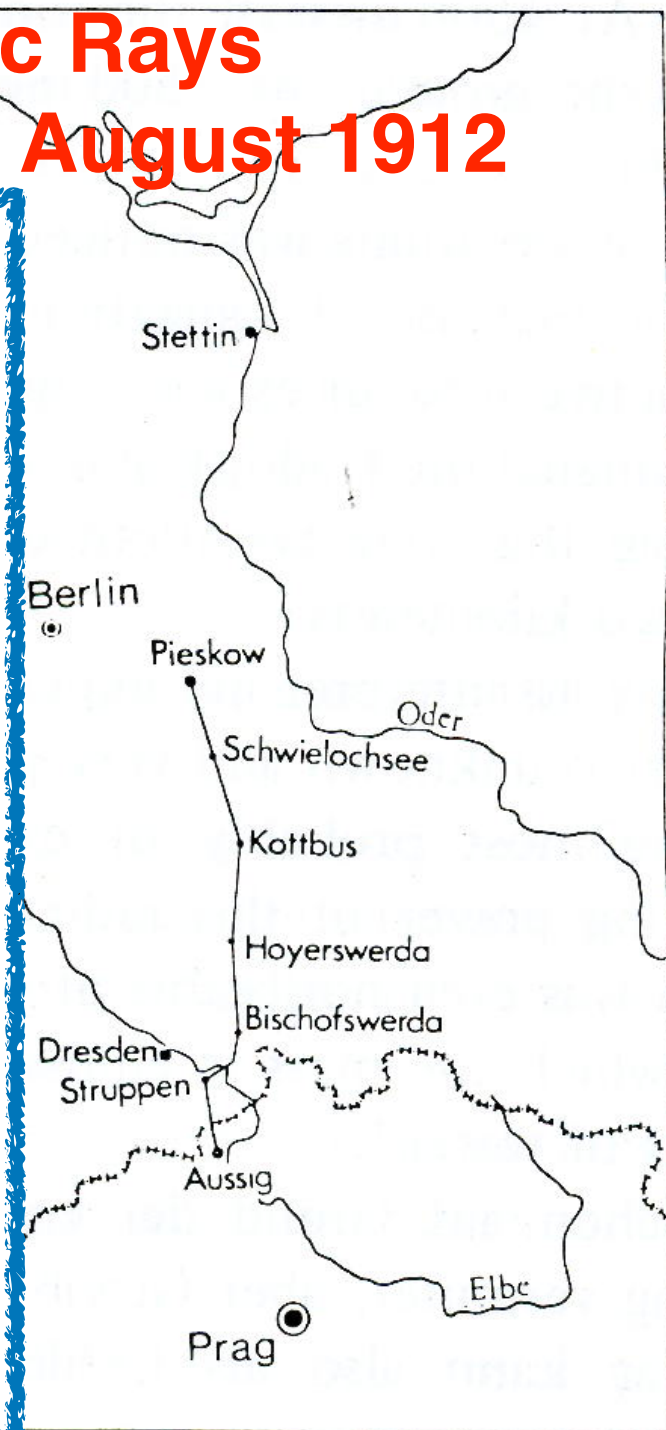 c Rays
August 1912
Stettin
Berlin
Pieskow
Oder
Schwielochsee
Kottbus
Hoyerswerda
Bischofswerda
Dresden
Struppen
Aussig
Elbe
Prag